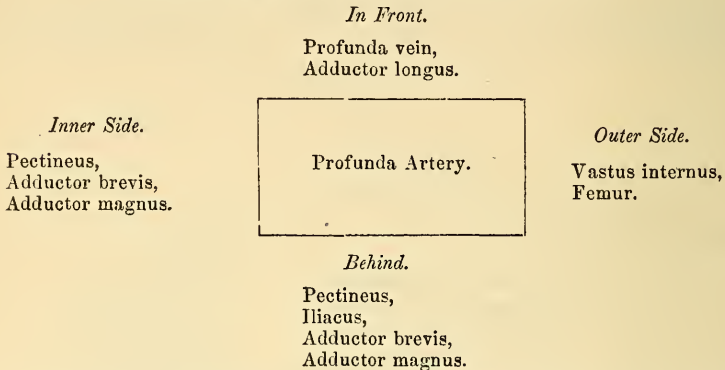 In Front.
Profunda vein,
Adductor longus.
Inner Side.
Pectineus,
Adductor brevis,
Adductor magnus.
Profunda Artery.
Outer Side.
Vastus internus,
Femur.
Behind.
Pectineus,
Iliacus,
Adductor brevis,
Adductor magnus.